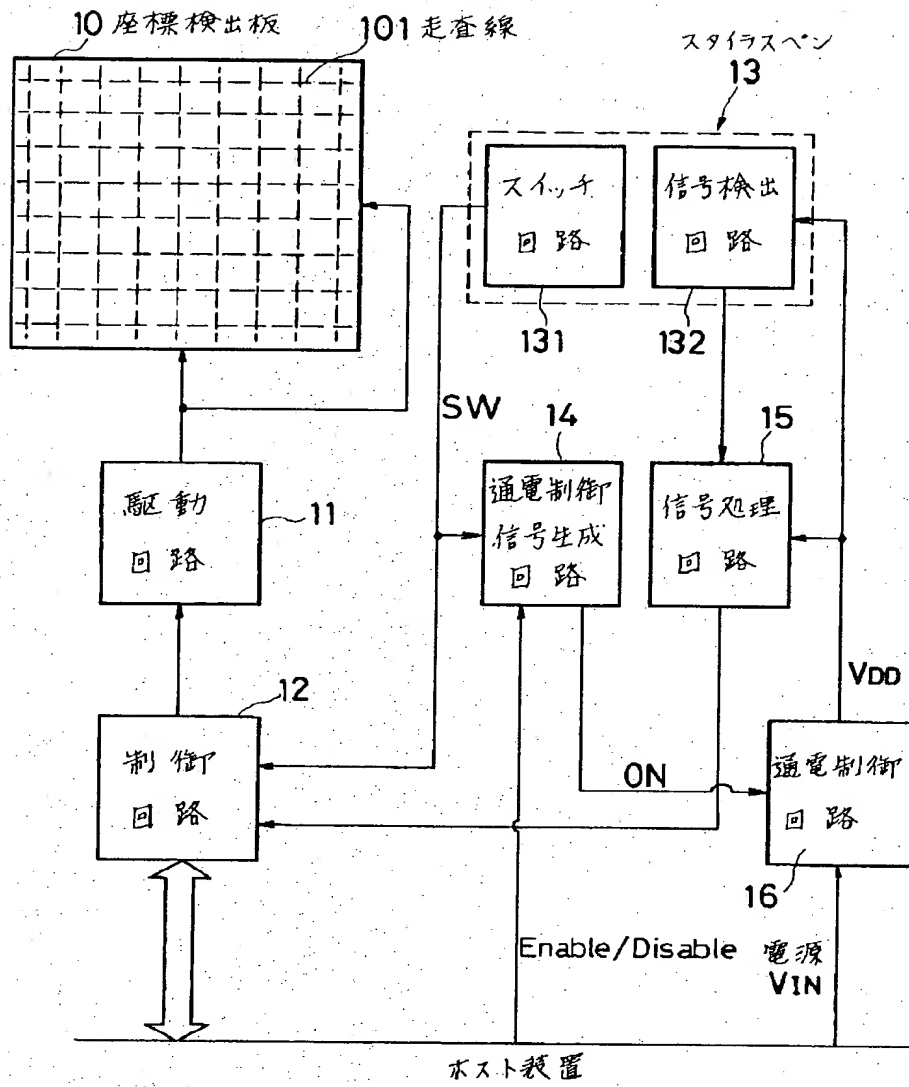 10 座標検出板
101 走査線
スタイラスペン
13
スイッチ
回路
131
信号検出
回路
132
SW
14
通電制御
信号生成
回路
15
信号処理
回路
駆動
回路
11
VDD
12
制御
回路
ON
通電制御
回路
16
Enable/Disable
電源
VIN
ホスト装置